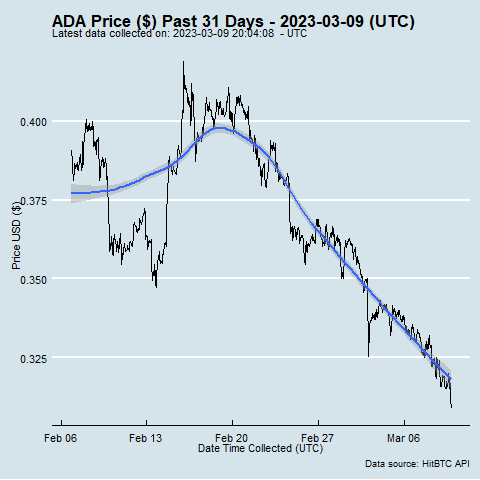 ADA Price ($) Past 31 Days - 2023-03-09 (UTC)
Latest data collected on: 2023-03-09 20:04:08 - UTC
0.400
0.375
0.350
0.325
Price USD ($)
Feb 06 Feb 13 Feb 20 Feb 27 Mar 06
Date Time Collected (UTC)
Data source: HitBTC API